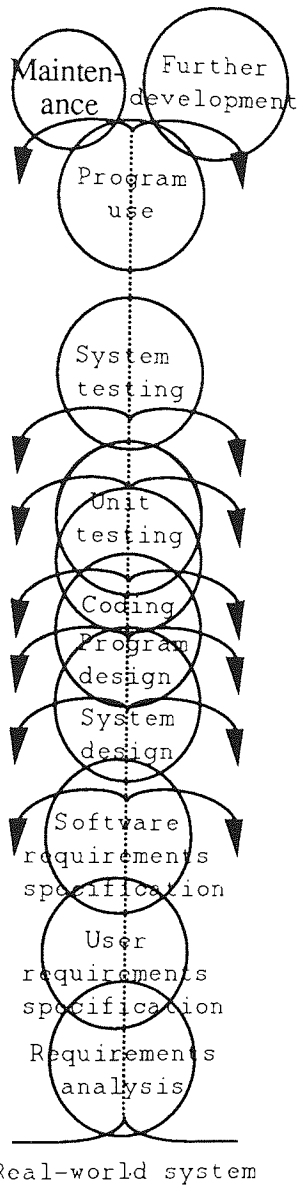 Mainten-
ance
Further
development
Program
use
System
testing
Unit
testing
Coding
Program
design
System
design
Software
requirements
specification
User
requirements
specification
Requirements
analysis
Real-world system